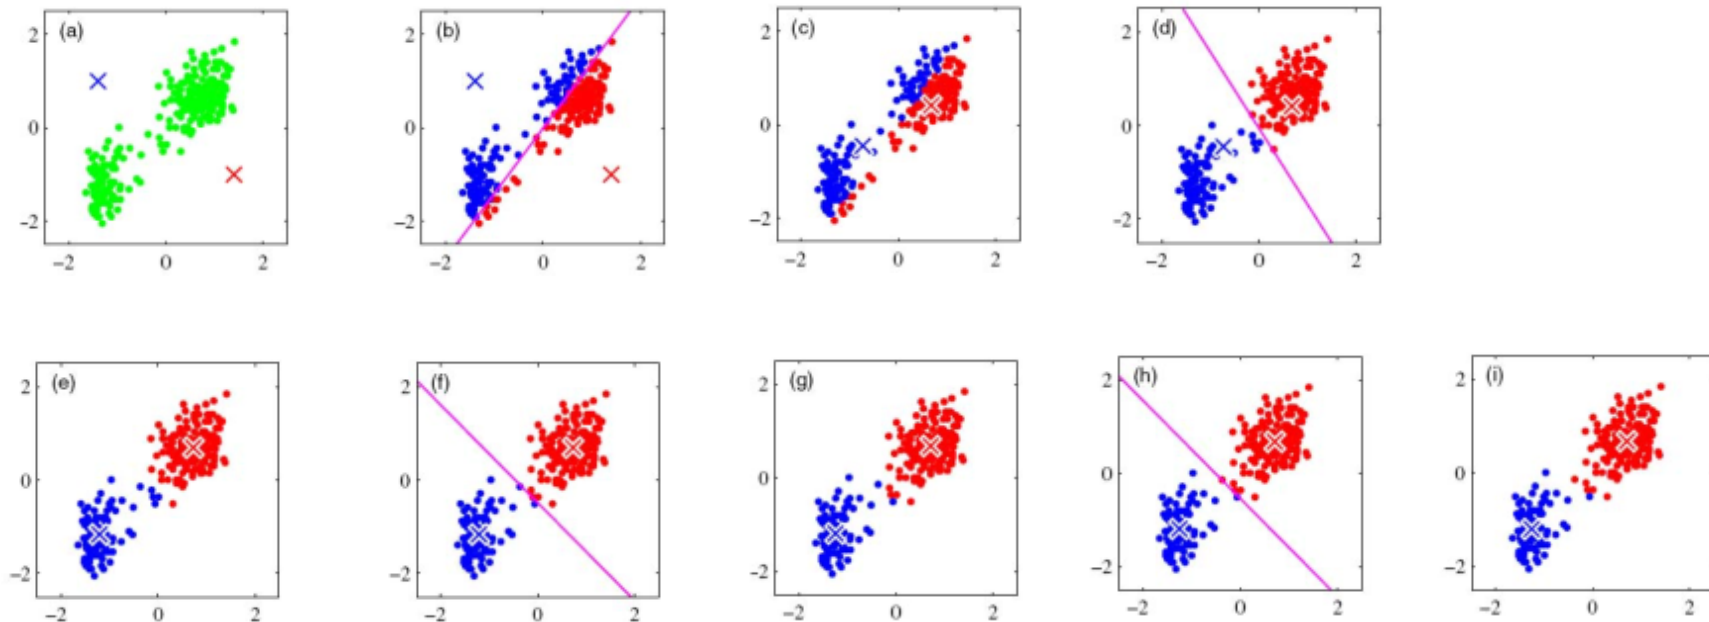 (a) (b) (c) (d)
2 2 2 2
0 0 0 0
−2 −2 −2 −2
−2 0 2 −2 0 2 −2 0 2 −2 0 2
(e) (f) (g) (h) (i)
2 2 2 2 2
0 0 0 0 0
−2 −2 −2 −2 −2
−2 0 2 −2 0 2 −2 0 2 −2 0 2 −2 0 2